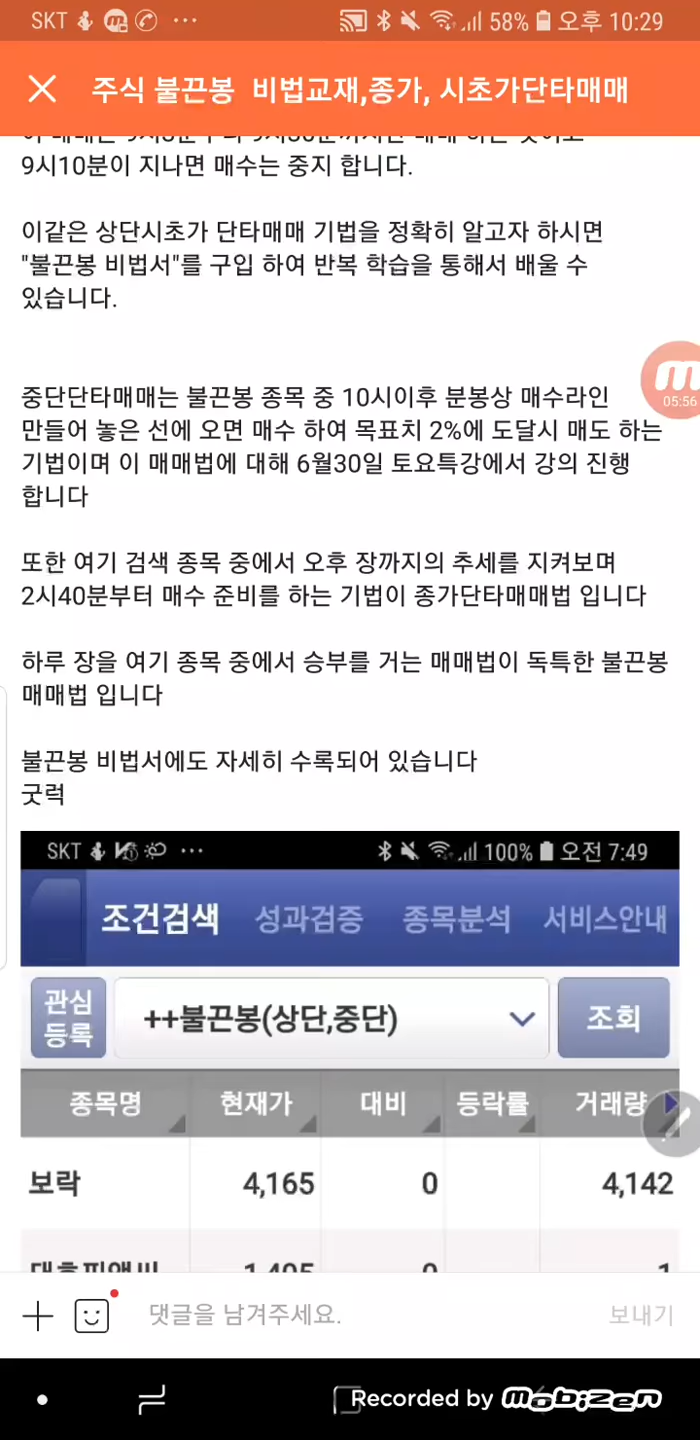 SKT ··· 58% 오후 10:29
주식 불끈봉 비법교재,종가, 시초가단타매매
9시10분이 지나면 매수는 중지 합니다.
이같은 상단시초가 단타매매 기법을 정확히 알고자 하시면
"불끈봉 비법서"를 구입 하여 반복 학습을 통해서 배울 수
있습니다.
중단단타매매는 불끈봉 종목 중 10시이후 분봉상 매수라인
만들어 놓은 선에 오면 매수 하여 목표치 2%에 도달시 매도 하는
기법이며 이 매매법에 대해 6월30일 토요특강에서 강의 진행
합니다
05:56
또한 여기 검색 종목 중에서 오후 장까지의 추세를 지켜보며
2시40분부터 매수 준비를 하는 기법이 종가단타매매법 입니다
하루 장을 여기 종목 중에서 승부를 거는 매매법이 독특한 불끈봉
매매법 입니다
불끈봉 비법서에도 자세히 수록되어 있습니다
굿럭
SKT ··· 100% 오전 7:49
조건검색 성과검증 종목분석 서비스안내
관심
등록
++불끈봉(상단,중단)
조회
종목명 현재가 대비 등락률 거래량
보락 4,165 0 4,142
댓글을 남겨주세요. 보내기
Recorded by mobizen